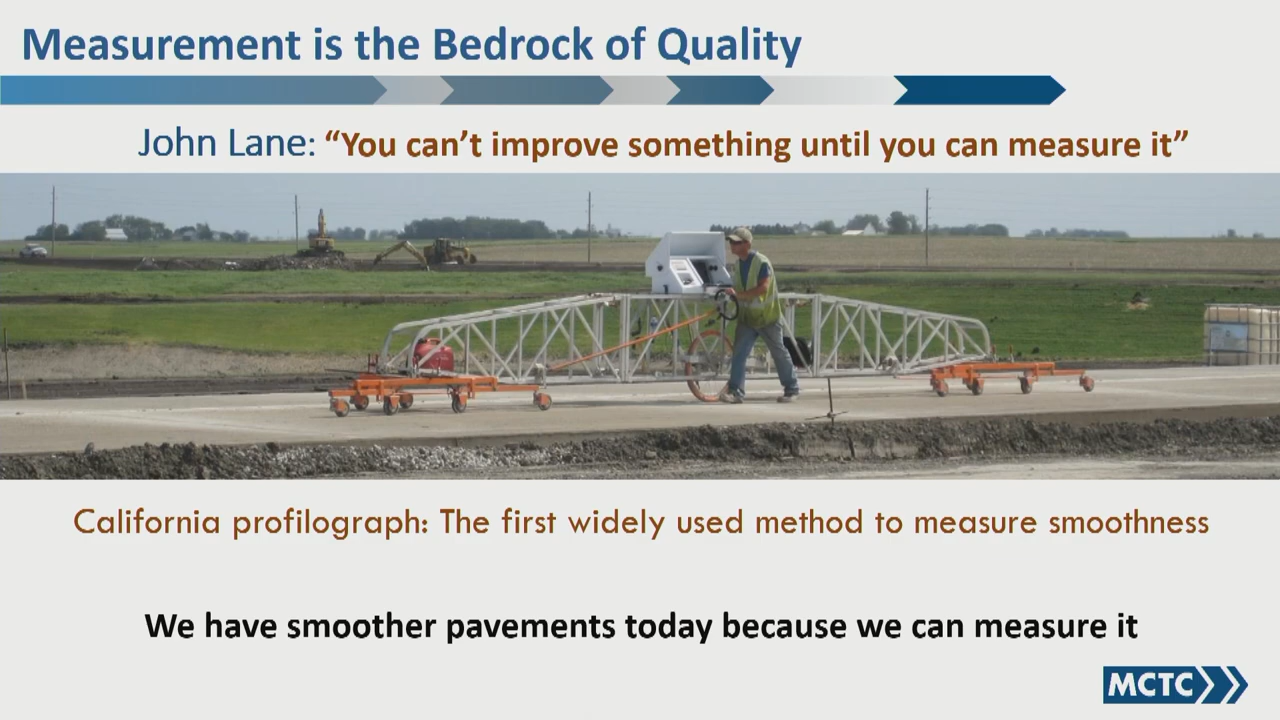 Measurement is the Bedrock of Quality
John Lane: “You can’t improve something until you can measure it”
California profilograph: The first widely used method to measure smoothness
We have smoother pavements today because we can measure it
MCTC